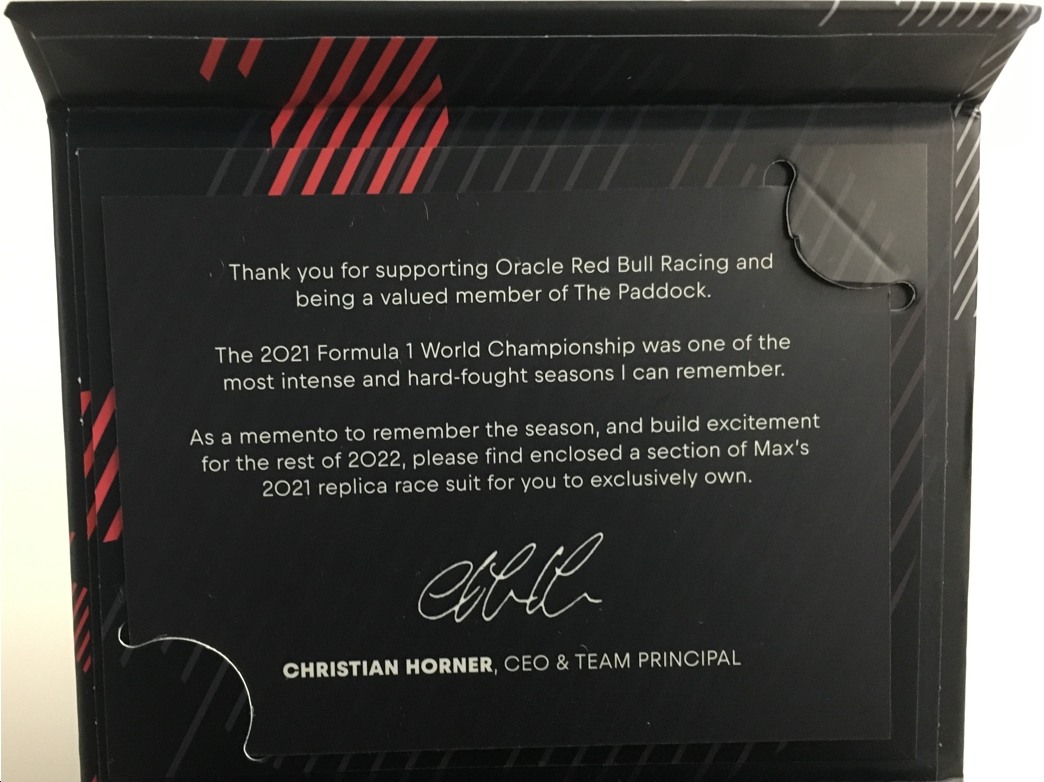 Thank you for supporting Oracle Red Bull Racing and
being a valued member of The Paddock.
The 2021 Formula 1 World Championship was one of the
most intense and hard-fought seasons I can remember.
As a memento to remember the season, and build excitement
for the rest of 2022, please find enclosed a section of Max's
2021 replica race suit for you to exclusively own.
CHRISTIAN HORNER, CEO & TEAM PRINCIPAL